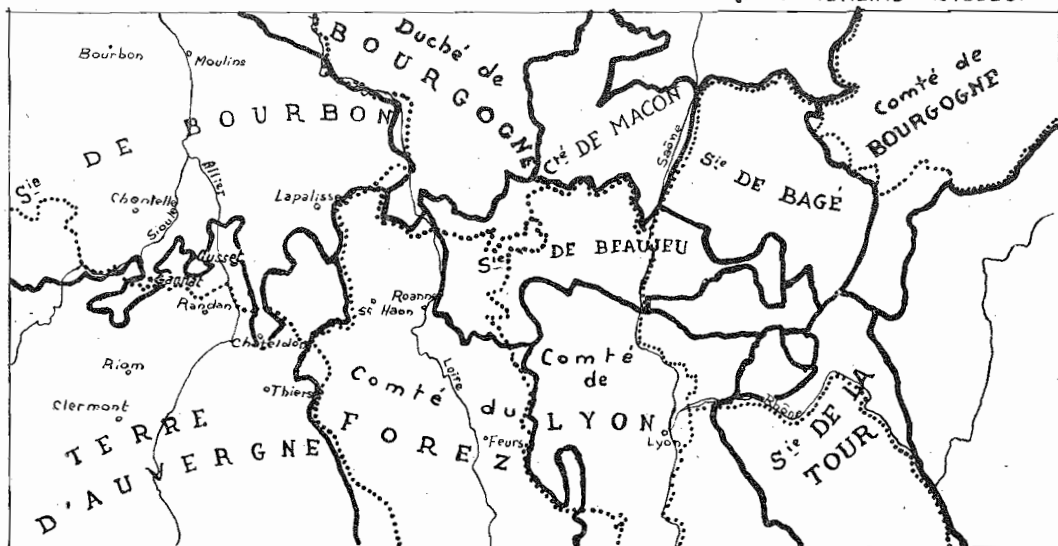 Bourbon
Moulins
Duché de
BOURGOGNE
Comté de
BOURGOGNE
Sie DE BOURBON
Cté DE MACON
Saône
Sie
DE BAGÉ
Allier
Sioule
Chantelle
Lapalisse
Cusset
Gannat
Randan
Sie DE BEAUJEU
Roanne
St Haon
Chateldon
Riom
Thiers
Clermont
TERRE
D'AUVERGNE
Comté du
FOREZ
Loire
Feurs
Comté
de
LYON
Lyon
Rhône
Sie DE LA
TOUR